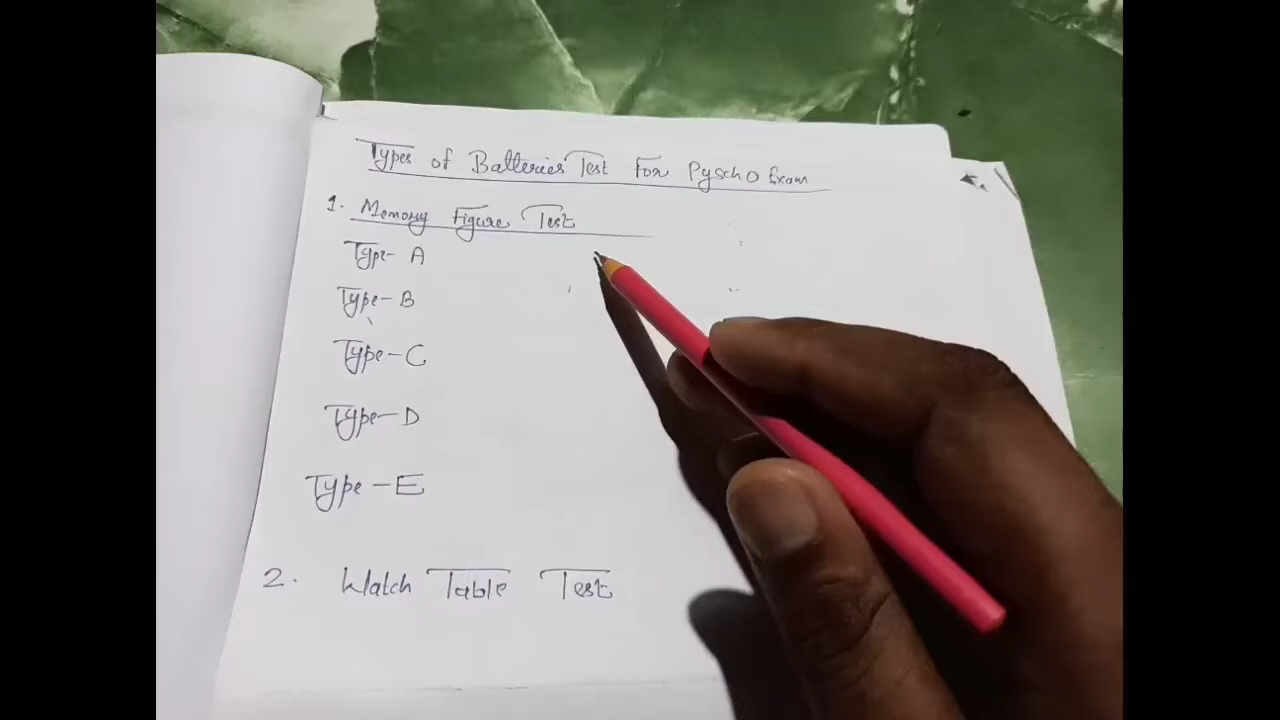 Types of Batteries Test For Pyscho Exam
1. Memory Figure Test
Type- A
Type- B
Type-C
Type-D
Type-E
2. Watch Table Test